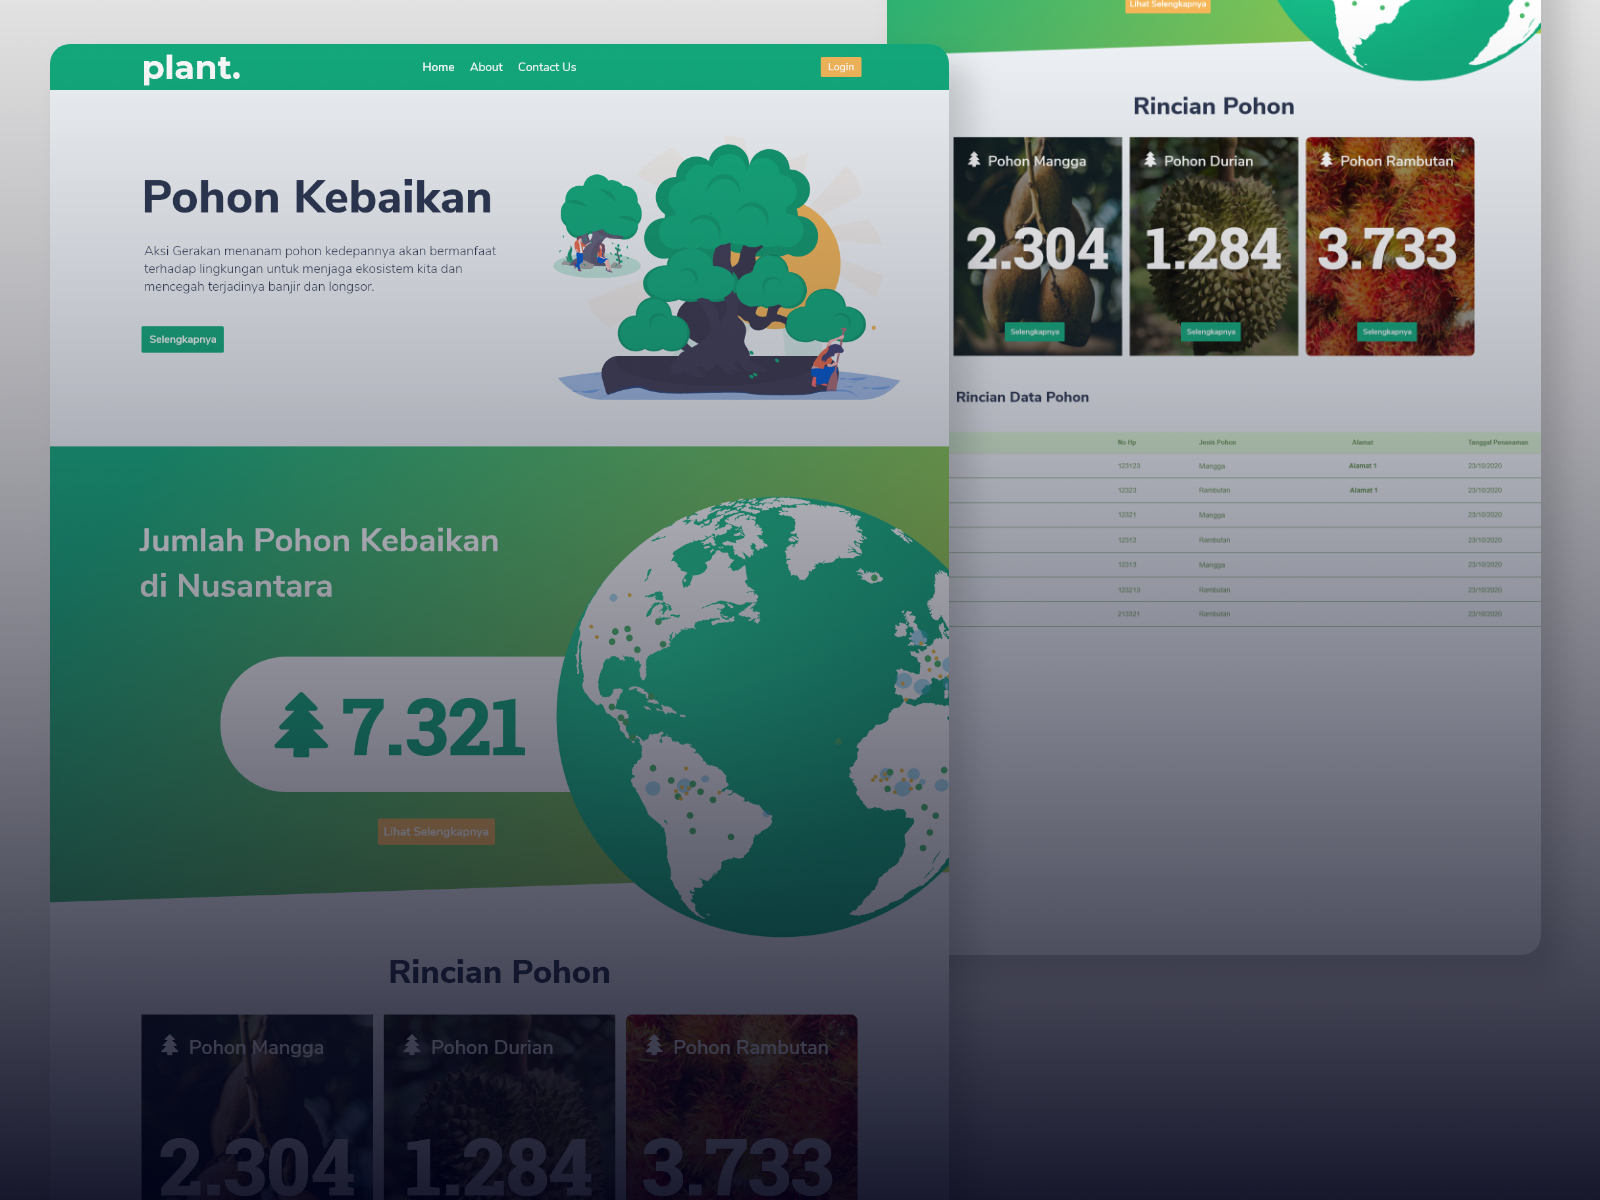 plant.
Home About Contact Us
Login
Pohon Kebaikan
Aksi Gerakan menanam pohon kedepannya akan bermanfaat
terhadap lingkungan untuk menjaga ekosistem kita dan
mencegah terjadinya banjir dan longsor.
Selengkapnya
Jumlah Pohon Kebaikan
di Nusantara
7.321
Lihat Selengkapnya
Rincian Pohon
Pohon Mangga Pohon Durian Pohon Rambutan
2.304 1.284 3.733
Lihat Selengkapnya
Rincian Pohon
Pohon Mangga Pohon Durian Pohon Rambutan
2.304 1.284 3.733
Selengkapnya Selengkapnya Selengkapnya
Rincian Data Pohon
No Hp Jenis Pohon Alamat Tanggal Penanaman
123123 Mangga Alamat 1 23/10/2020
12323 Rambutan Alamat 1 23/10/2020
12321 Mangga 23/10/2020
12313 Rambutan 23/10/2020
12313 Mangga 23/10/2020
123213 Rambutan 23/10/2020
213321 Rambutan 23/10/2020